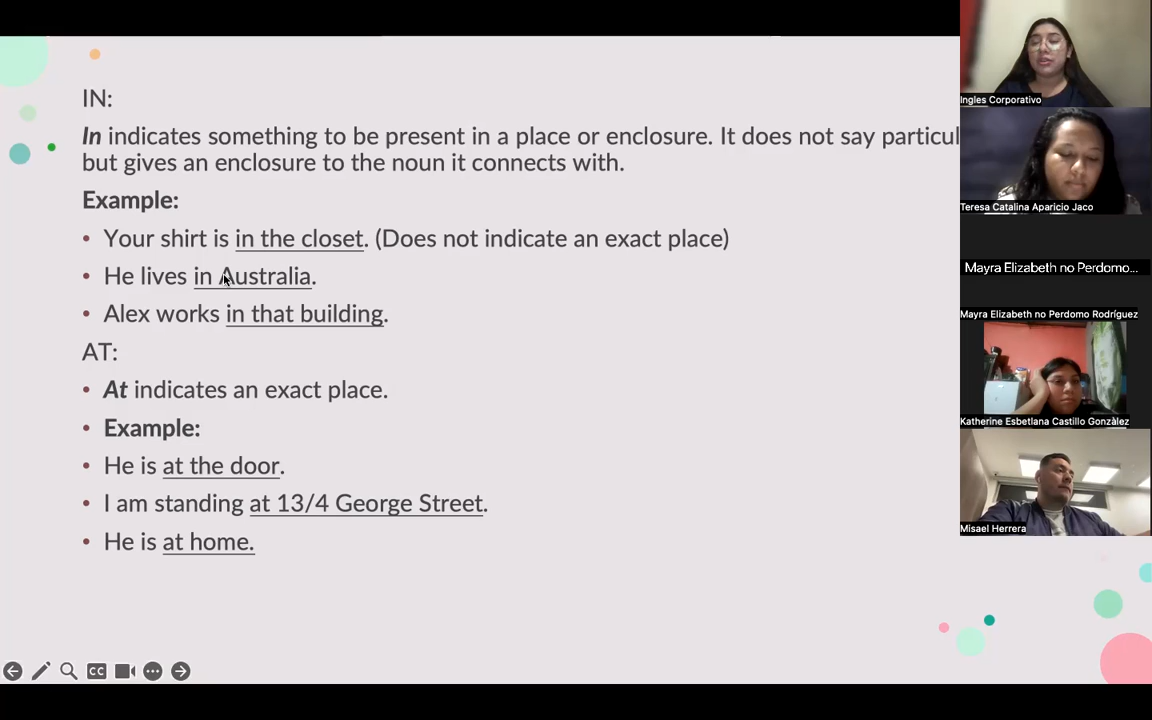 IN:
In indicates something to be present in a place or enclosure. It does not say
but gives an enclosure to the noun it connects with.
Example:
• Your shirt is in the closet. (Does not indicate an exact place)
• He lives in Australia.
• Alex works in that building.
AT:
• At indicates an exact place.
• Example:
• He is at the door.
• I am standing at 13/4 George Street.
• He is at home.
CC
Ingles Corporativo
Teresa Catalina Aparicio Jaco
Mayra Elizabeth no Perdomo...
Mayra Elizabeth no Perdomo Rodríguez
Katherine Esbetlana Castillo Gonzàlez
Misael Herrera